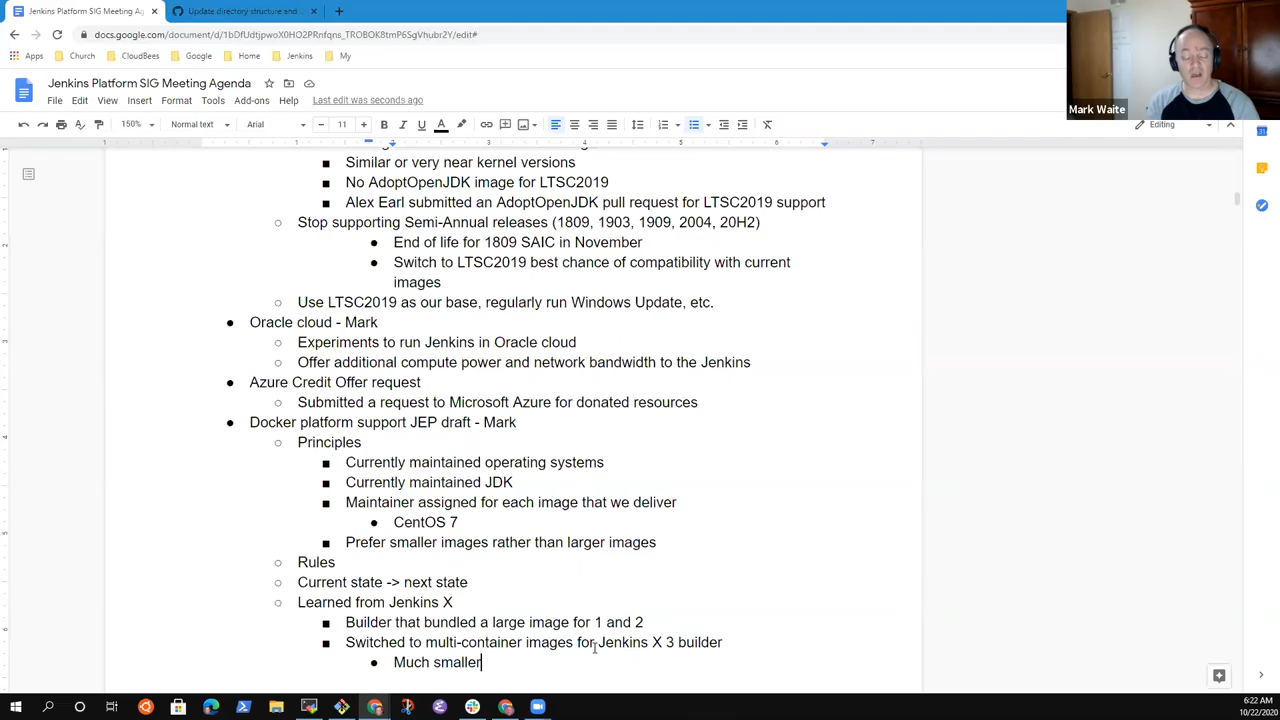 Jenkins Platform SIG Meeting Ag
Update directory structure and
docs.google.com/document/d/1bDfUdtjpwoX0HO2PRnfqns_TROBOK8tmP6SgVhubr2Y/edit#
Apps Church CloudBees Google Home Jenkins My
Mark Waite
Jenkins Platform SIG Meeting Agenda
File Edit View Insert Format Tools Add-ons Help Last edit was seconds ago
150% Normal text Arial 11 B I U A Editing
1 1 2 3 4 5 6 7
Similar or very near kernel versions
No AdoptOpenJDK image for LTSC2019
Alex Earl submitted an AdoptOpenJDK pull request for LTSC2019 support
Stop supporting Semi-Annual releases (1809, 1903, 1909, 2004, 20H2)
End of life for 1809 SAIC in November
Switch to LTSC2019 best chance of compatibility with current
images
Use LTSC2019 as our base, regularly run Windows Update, etc.
Oracle cloud - Mark
Experiments to run Jenkins in Oracle cloud
Offer additional compute power and network bandwidth to the Jenkins
Azure Credit Offer request
Submitted a request to Microsoft Azure for donated resources
Docker platform support JEP draft - Mark
Principles
Currently maintained operating systems
Currently maintained JDK
Maintainer assigned for each image that we deliver
CentOS 7
Prefer smaller images rather than larger images
Rules
Current state -> next state
Learned from Jenkins X
Builder that bundled a large image for 1 and 2
Switched to multi-container images for Jenkins X 3 builder
Much smaller
6:22 AM
10/22/2020